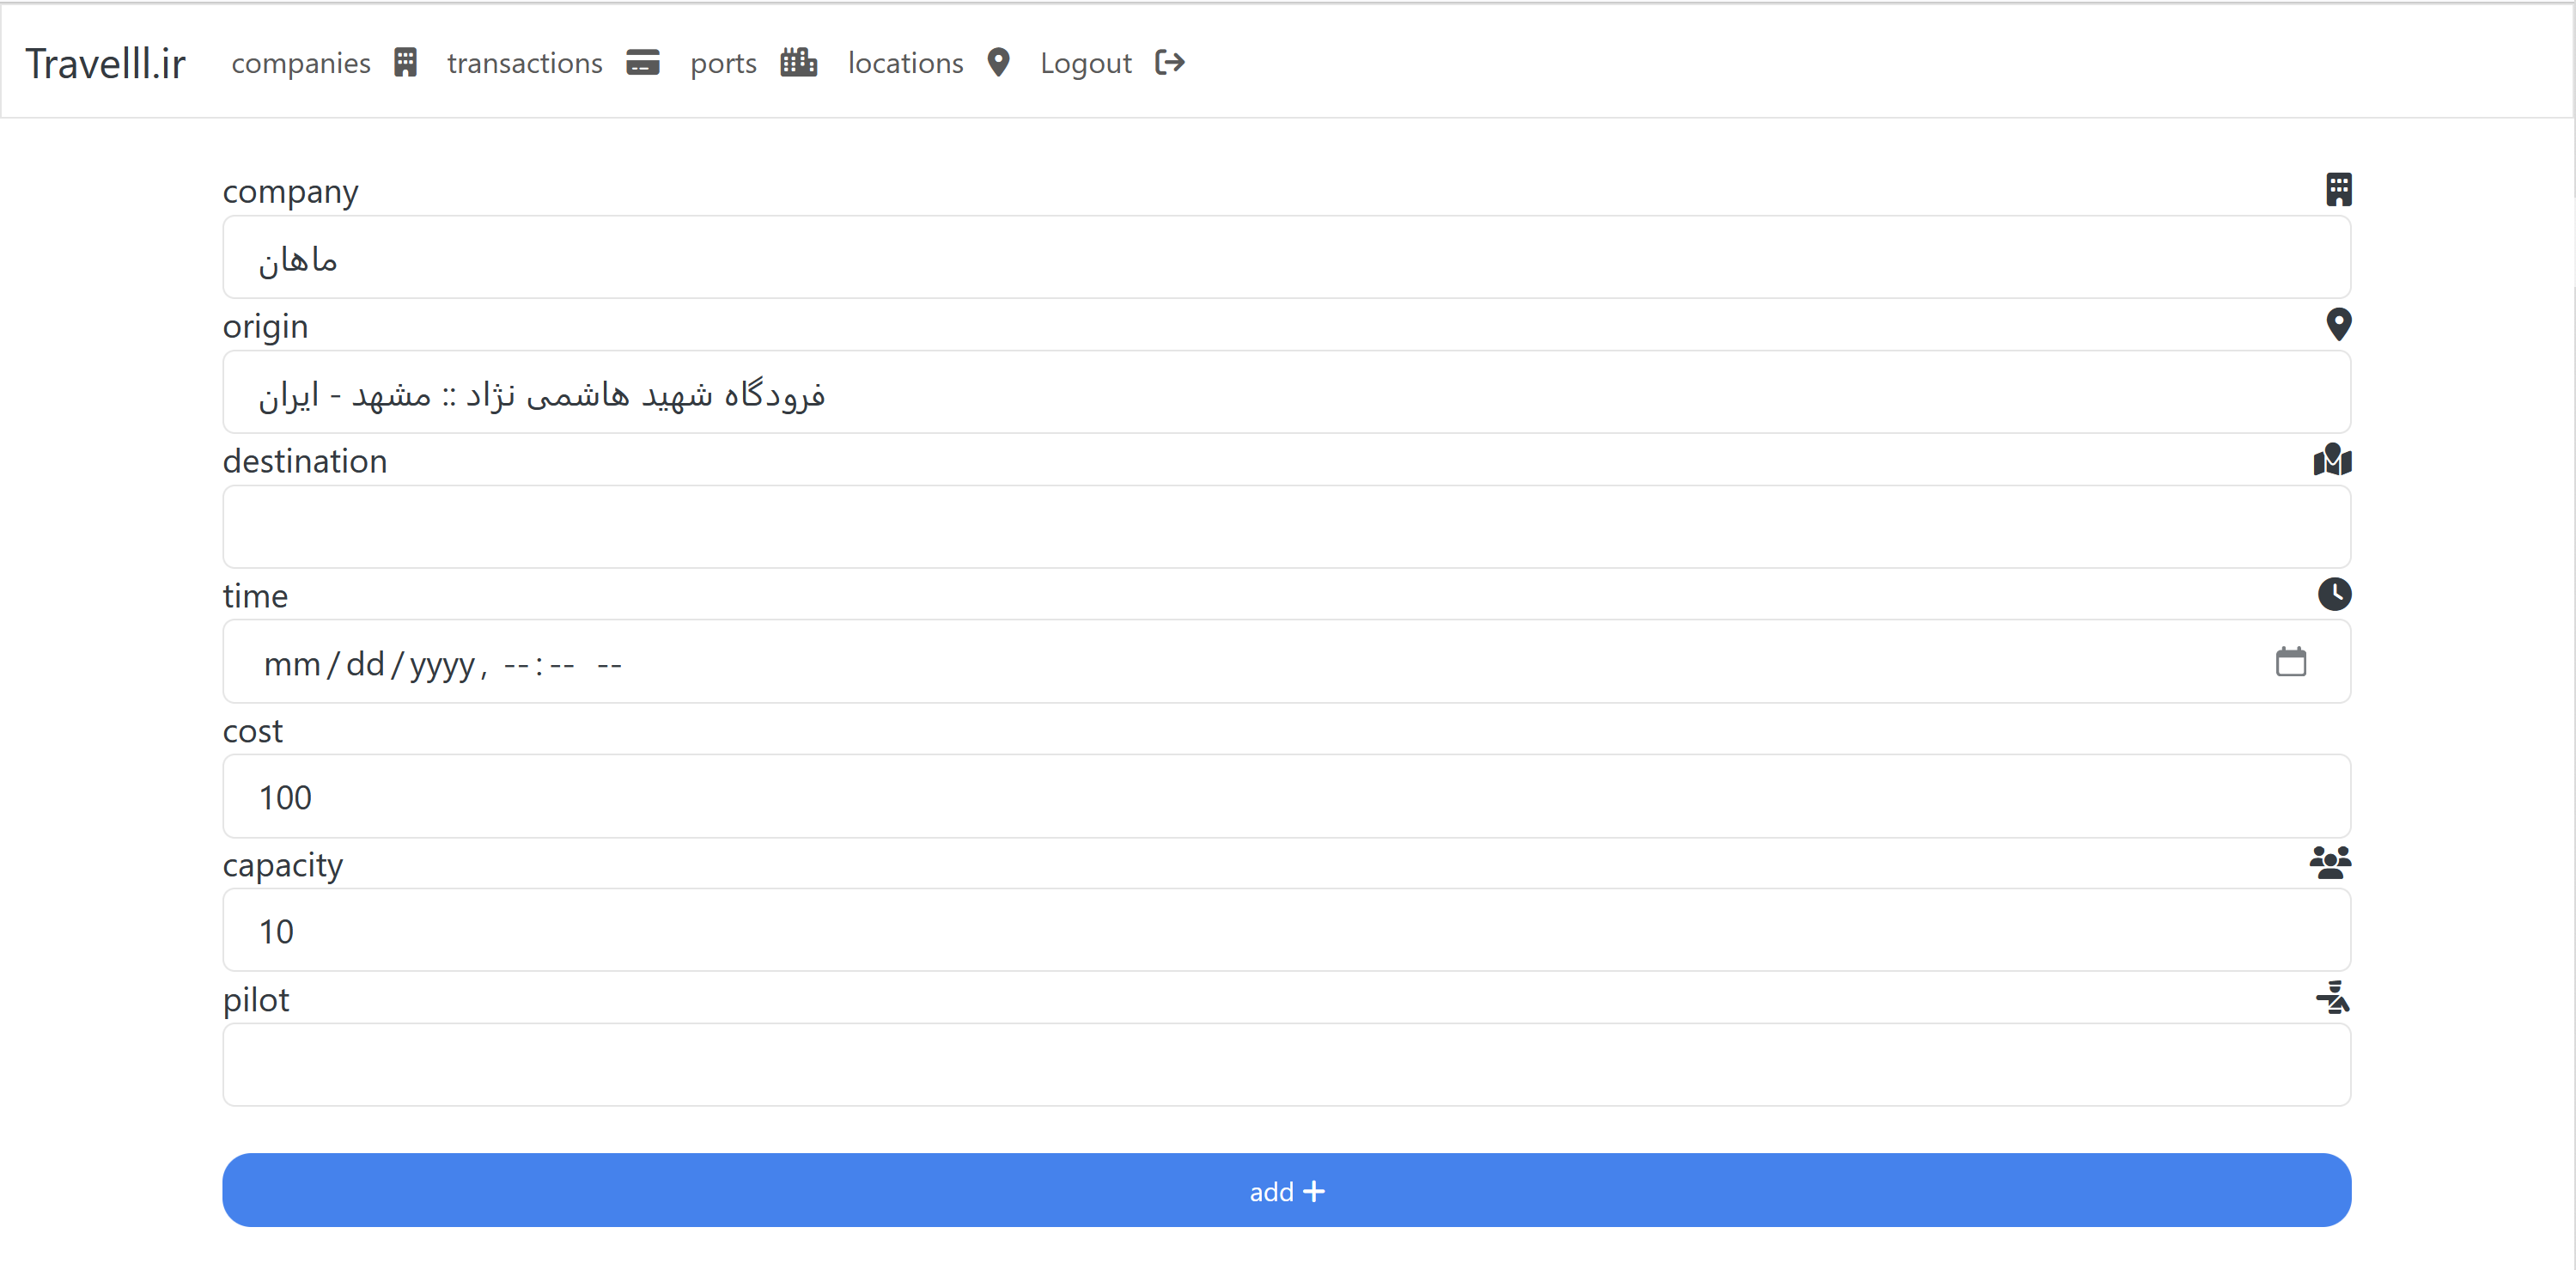 Travelll.ir companies transactions ports locations Logout
company
ماهان
origin
فرودگاه شهید هاشمی نژاد :: مشهد - ایران
destination
time
mm/dd/yyyy, --:-- --
cost
100
capacity
10
pilot
add